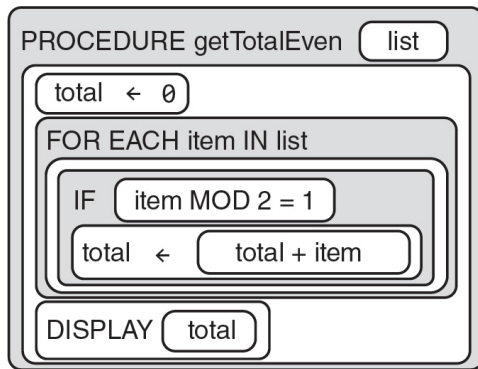 PROCEDURE getTotalEven list
total ← 0
FOR EACH item IN list
IF item MOD 2 = 1
total ← total + item
DISPLAY total